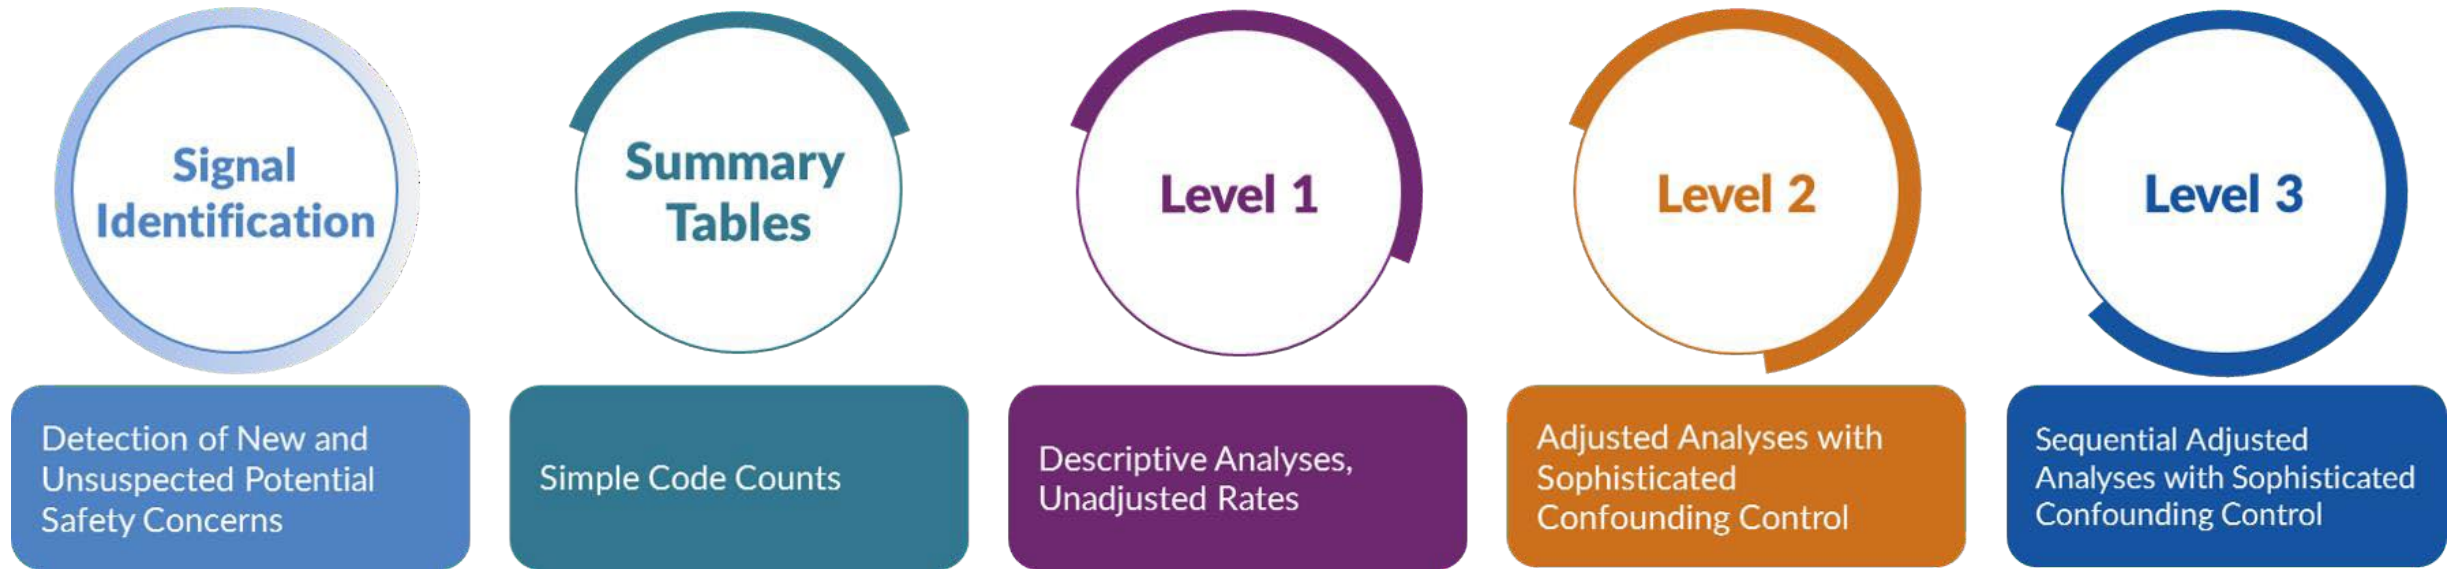 Signal
Identification
Summary
Tables
Level 1
Level 2
Level 3
Detection of New and
Unsuspected Potential
Safety Concerns
Simple Code Counts
Descriptive Analyses,
Unadjusted Rates
Adjusted Analyses with
Sophisticated
Confounding Control
Sequential Adjusted
Analyses with Sophisticated
Confounding Control